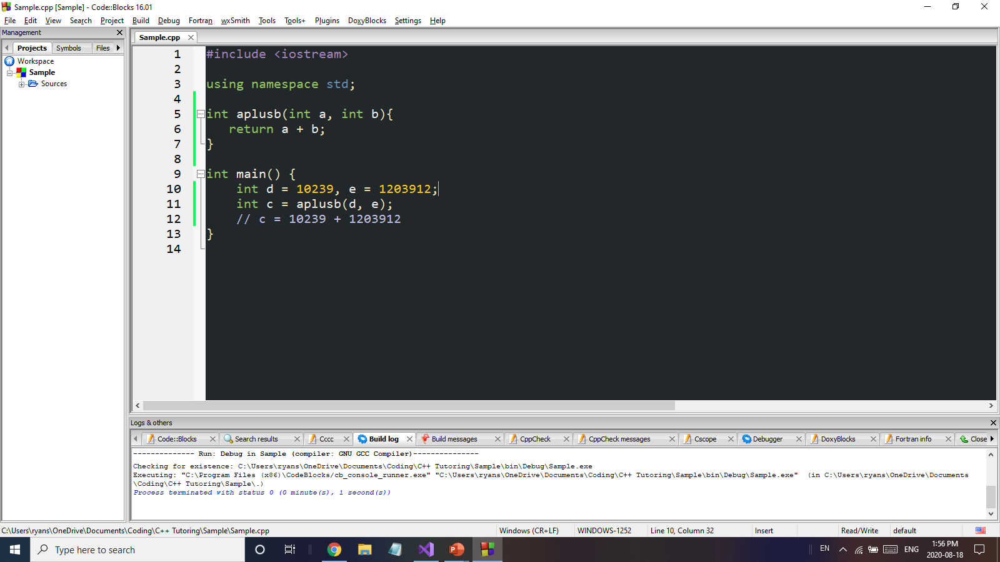 Sample.cpp [Sample] - Code::Blocks 16.01
File Edit View Search Project Build Debug Fortran wxSmith Tools Tools+ Plugins DoxyBlocks Settings Help
Management
Projects Symbols Files
Workspace
Sample
Sources
Sample.cpp
1 #include <iostream>
2
3 using namespace std;
4
5 int aplusb(int a, int b){
6 return a + b;
7 }
8
9 int main() {
10 int d = 10239, e = 1203912;
11 int c = aplusb(d, e);
12 // c = 10239 + 1203912
13 }
14
Logs & others
Code::Blocks Search results Cccc Build log Build messages CppCheck CppCheck messages Cscope Debugger DoxyBlocks Fortran info Close
-------------- Run: Debug in Sample (compiler: GNU GCC Compiler)---------------
Checking for existence: C:\Users\ryans\OneDrive\Documents\Coding\C++ Tutoring\Sample\bin\Debug\Sample.exe
Executing: "C:\Program Files (x86)\CodeBlocks/cb_console_runner.exe" "C:\Users\ryans\OneDrive\Documents\Coding\C++ Tutoring\Sample\bin\Debug\Sample.exe"  (in C:\Users\ryans\OneDrive\Documents
\Coding\C++ Tutoring\Sample\.)
Process terminated with status 0 (0 minute(s), 1 second(s))
C:\Users\ryans\OneDrive\Documents\Coding\C++ Tutoring\Sample\Sample.cpp Windows (CR+LF) WINDOWS-1252 Line 10, Column 32 Insert Read/Write default
Type here to search
EN ENG 1:56 PM
2020-08-18